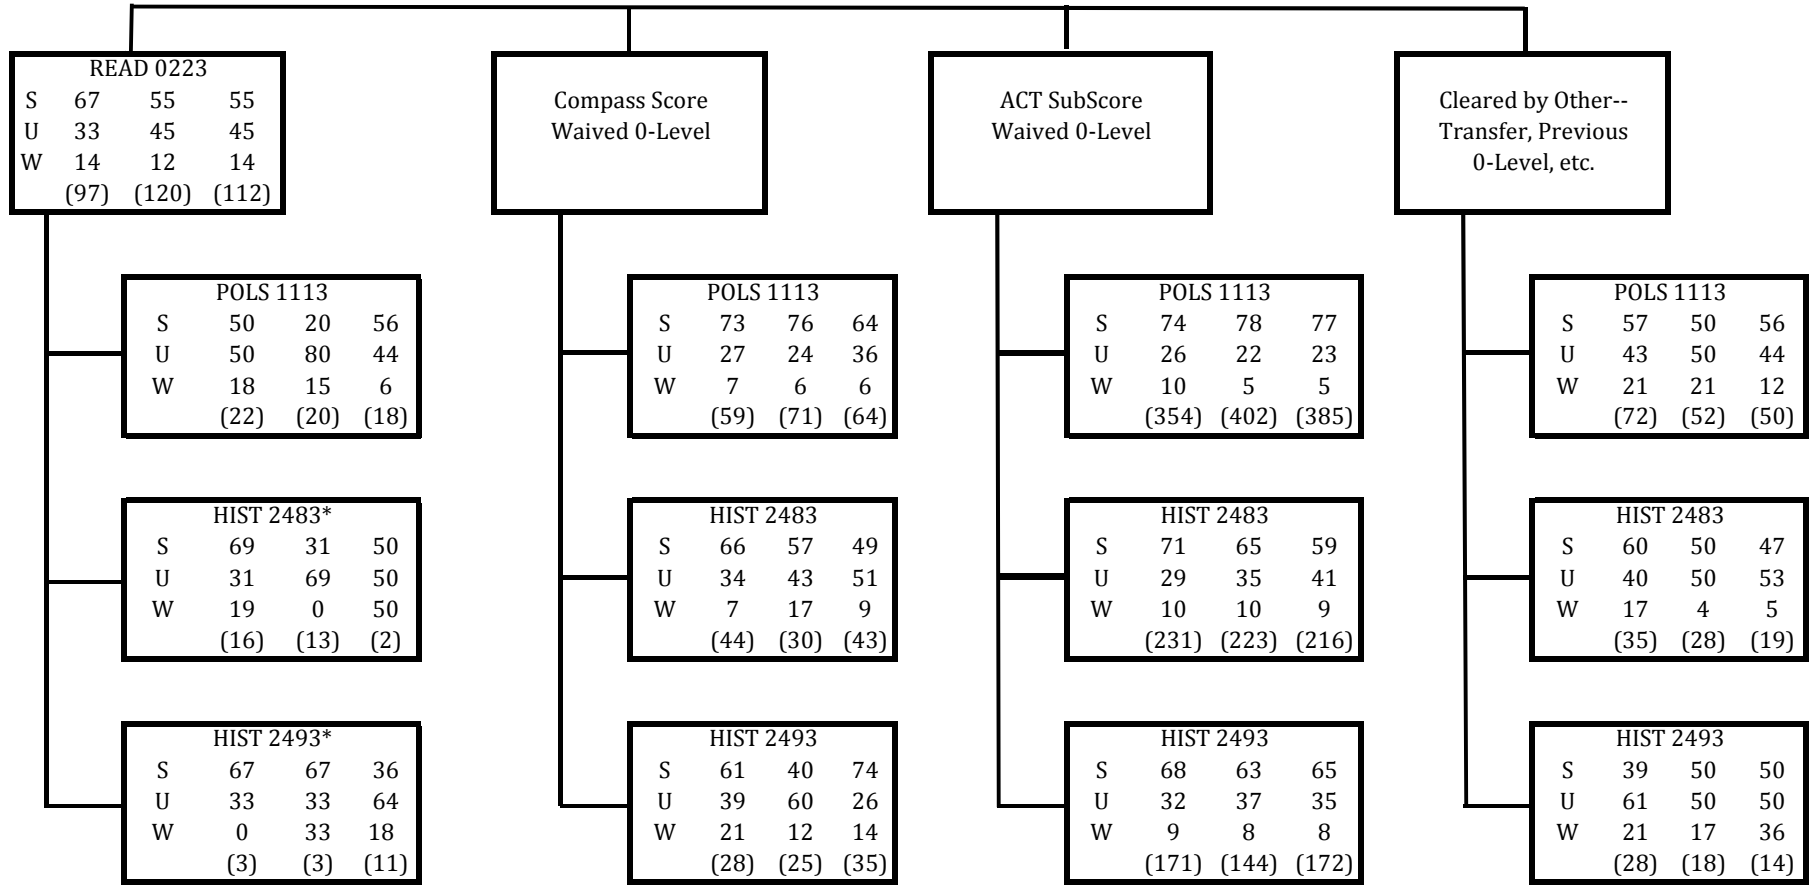 READ 0223
S 67 55 55
U 33 45 45
W 14 12 14
(97) (120) (112)
Compass Score
Waived 0-Level
ACT SubScore
Waived 0-Level
Cleared by Other--
Transfer, Previous
0-Level, etc.
POLS 1113
S 50 20 56
U 50 80 44
W 18 15 6
(22) (20) (18)
POLS 1113
S 73 76 64
U 27 24 36
W 7 6 6
(59) (71) (64)
POLS 1113
S 74 78 77
U 26 22 23
W 10 5 5
(354) (402) (385)
POLS 1113
S 57 50 56
U 43 50 44
W 21 21 12
(72) (52) (50)
HIST 2483*
S 69 31 50
U 31 69 50
W 19 0 50
(16) (13) (2)
HIST 2483
S 66 57 49
U 34 43 51
W 7 17 9
(44) (30) (43)
HIST 2483
S 71 65 59
U 29 35 41
W 10 10 9
(231) (223) (216)
HIST 2483
S 60 50 47
U 40 50 53
W 17 4 5
(35) (28) (19)
HIST 2493*
S 67 67 36
U 33 33 64
W 0 33 18
(3) (3) (11)
HIST 2493
S 61 40 74
U 39 60 26
W 21 12 14
(28) (25) (35)
HIST 2493
S 68 63 65
U 32 37 35
W 9 8 8
(171) (144) (172)
HIST 2493
S 39 50 50
U 61 50 50
W 21 17 36
(28) (18) (14)